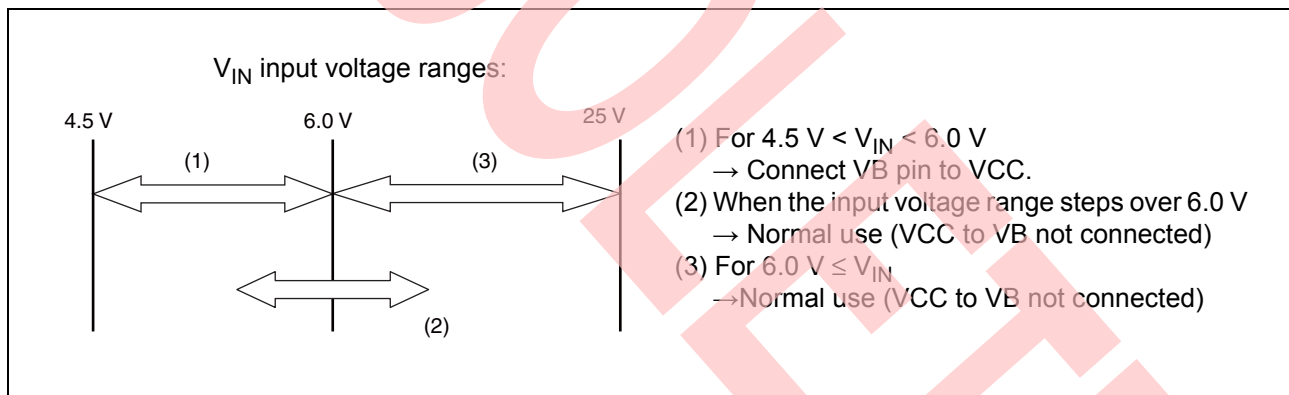 V_IN input voltage ranges:
4.5 V 6.0 V 25 V
(1) (3)
(2)
(1) For 4.5 V < V_IN < 6.0 V
→ Connect VB pin to VCC.
(2) When the input voltage range steps over 6.0 V
→ Normal use (VCC to VB not connected)
(3) For 6.0 V ≤ V_IN
→Normal use (VCC to VB not connected)